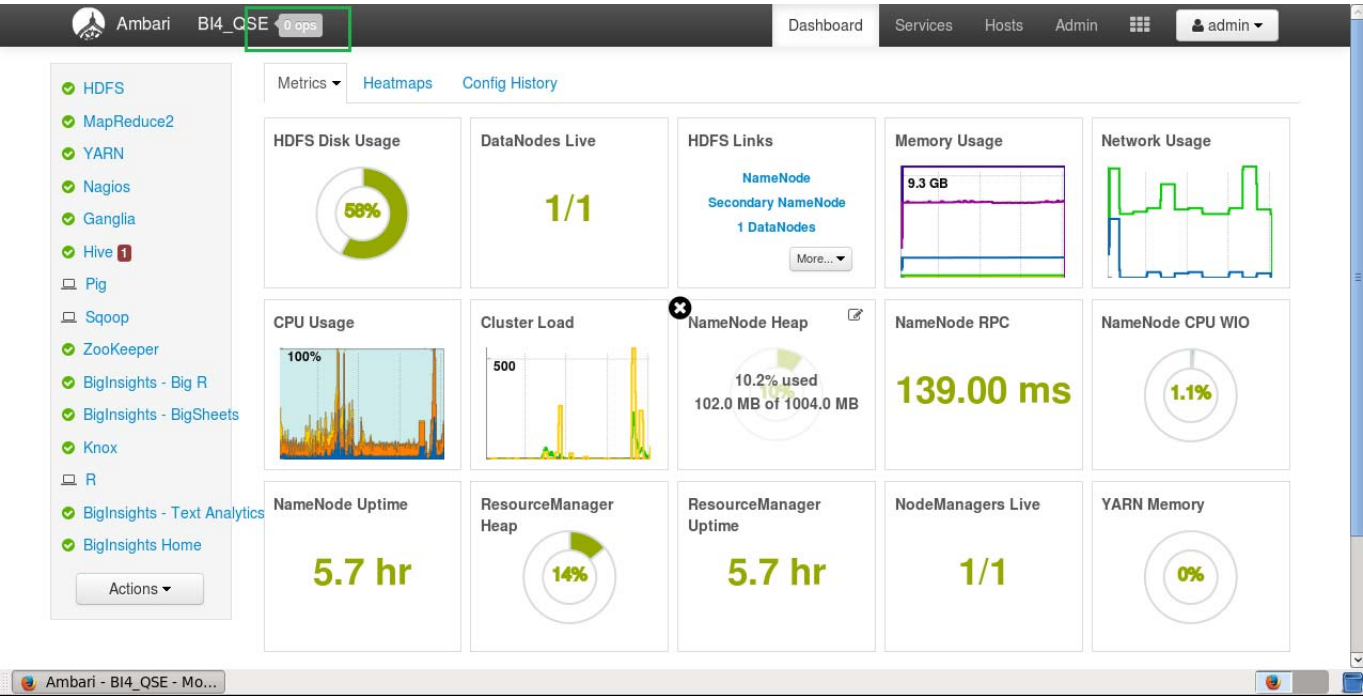 Ambari BI4_QSE 0 ops Dashboard Services Hosts Admin admin
HDFS
MapReduce2
YARN
Nagios
Ganglia
Hive 1
Pig
Sqoop
ZooKeeper
BigInsights - Big R
BigInsights - BigSheets
Knox
R
BigInsights - Text Analytics
BigInsights Home
Actions
Metrics Heatmaps Config History
HDFS Disk Usage
58%
DataNodes Live
1/1
HDFS Links
NameNode
Secondary NameNode
1 DataNodes
More...
Memory Usage
9.3 GB
Network Usage
CPU Usage
100%
Cluster Load
500
NameNode Heap
10.2% used
10%
102.0 MB of 1004.0 MB
NameNode RPC
139.00 ms
NameNode CPU WIO
1.1%
NameNode Uptime
5.7 hr
ResourceManager
Heap
14%
ResourceManager
Uptime
5.7 hr
NodeManagers Live
1/1
YARN Memory
0%
Ambari - BI4_QSE - Mo...